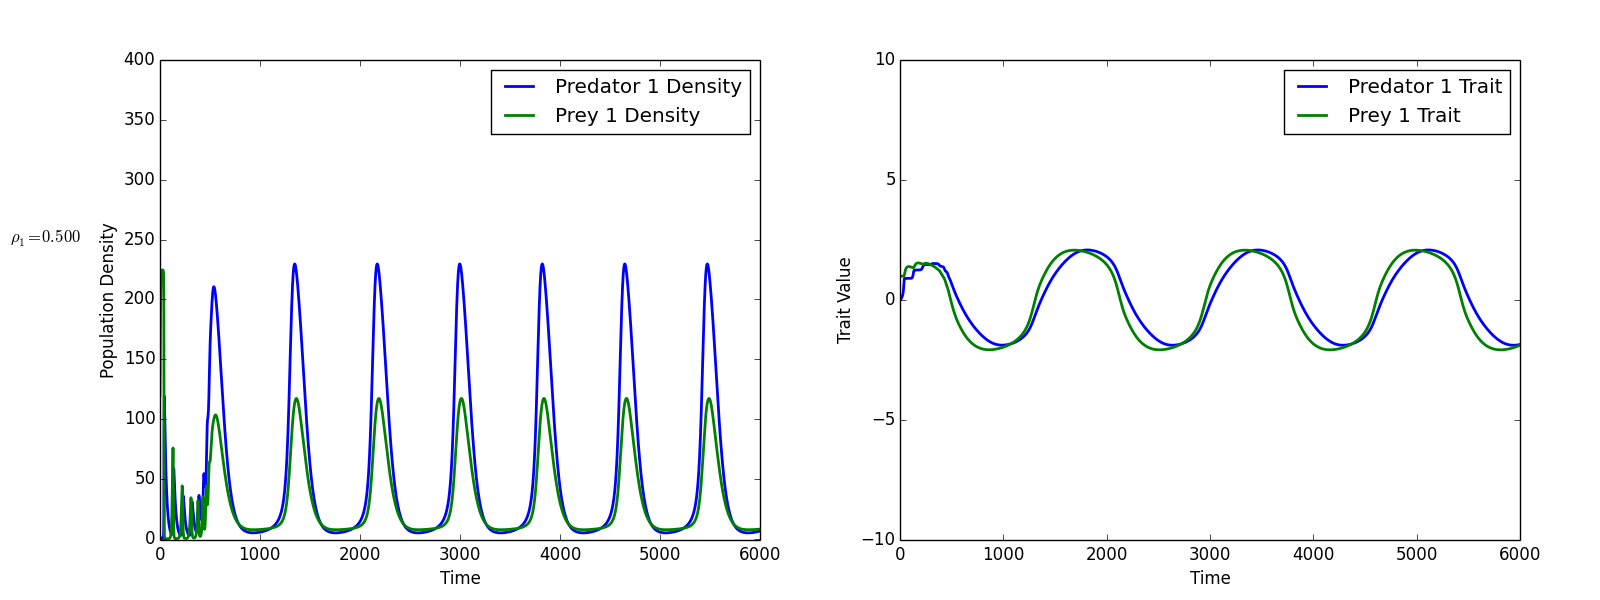 ρ₁=0.500
Population Density
400
350
300
250
200
150
100
50
0
0 1000 2000 3000 4000 5000 6000
Time
Predator 1 Density
Prey 1 Density
Trait Value
10
5
0
−5
−10
0 1000 2000 3000 4000 5000 6000
Time
Predator 1 Trait
Prey 1 Trait